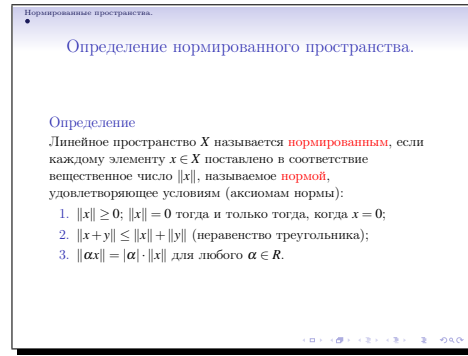 Нормированные пространства.
Определение нормированного пространства.
Определение
Линейное пространство X называется нормированным, если
каждому элементу x ∈ X поставлено в соответствие
вещественное число ‖x‖, называемое нормой,
удовлетворяющее условиям (аксиомам нормы):
1. ‖x‖ ≥ 0; ‖x‖ = 0 тогда и только тогда, когда x = 0;
2. ‖x + y‖ ≤ ‖x‖ + ‖y‖ (неравенство треугольника);
3. ‖αx‖ = |α| · ‖x‖ для любого α ∈ R.